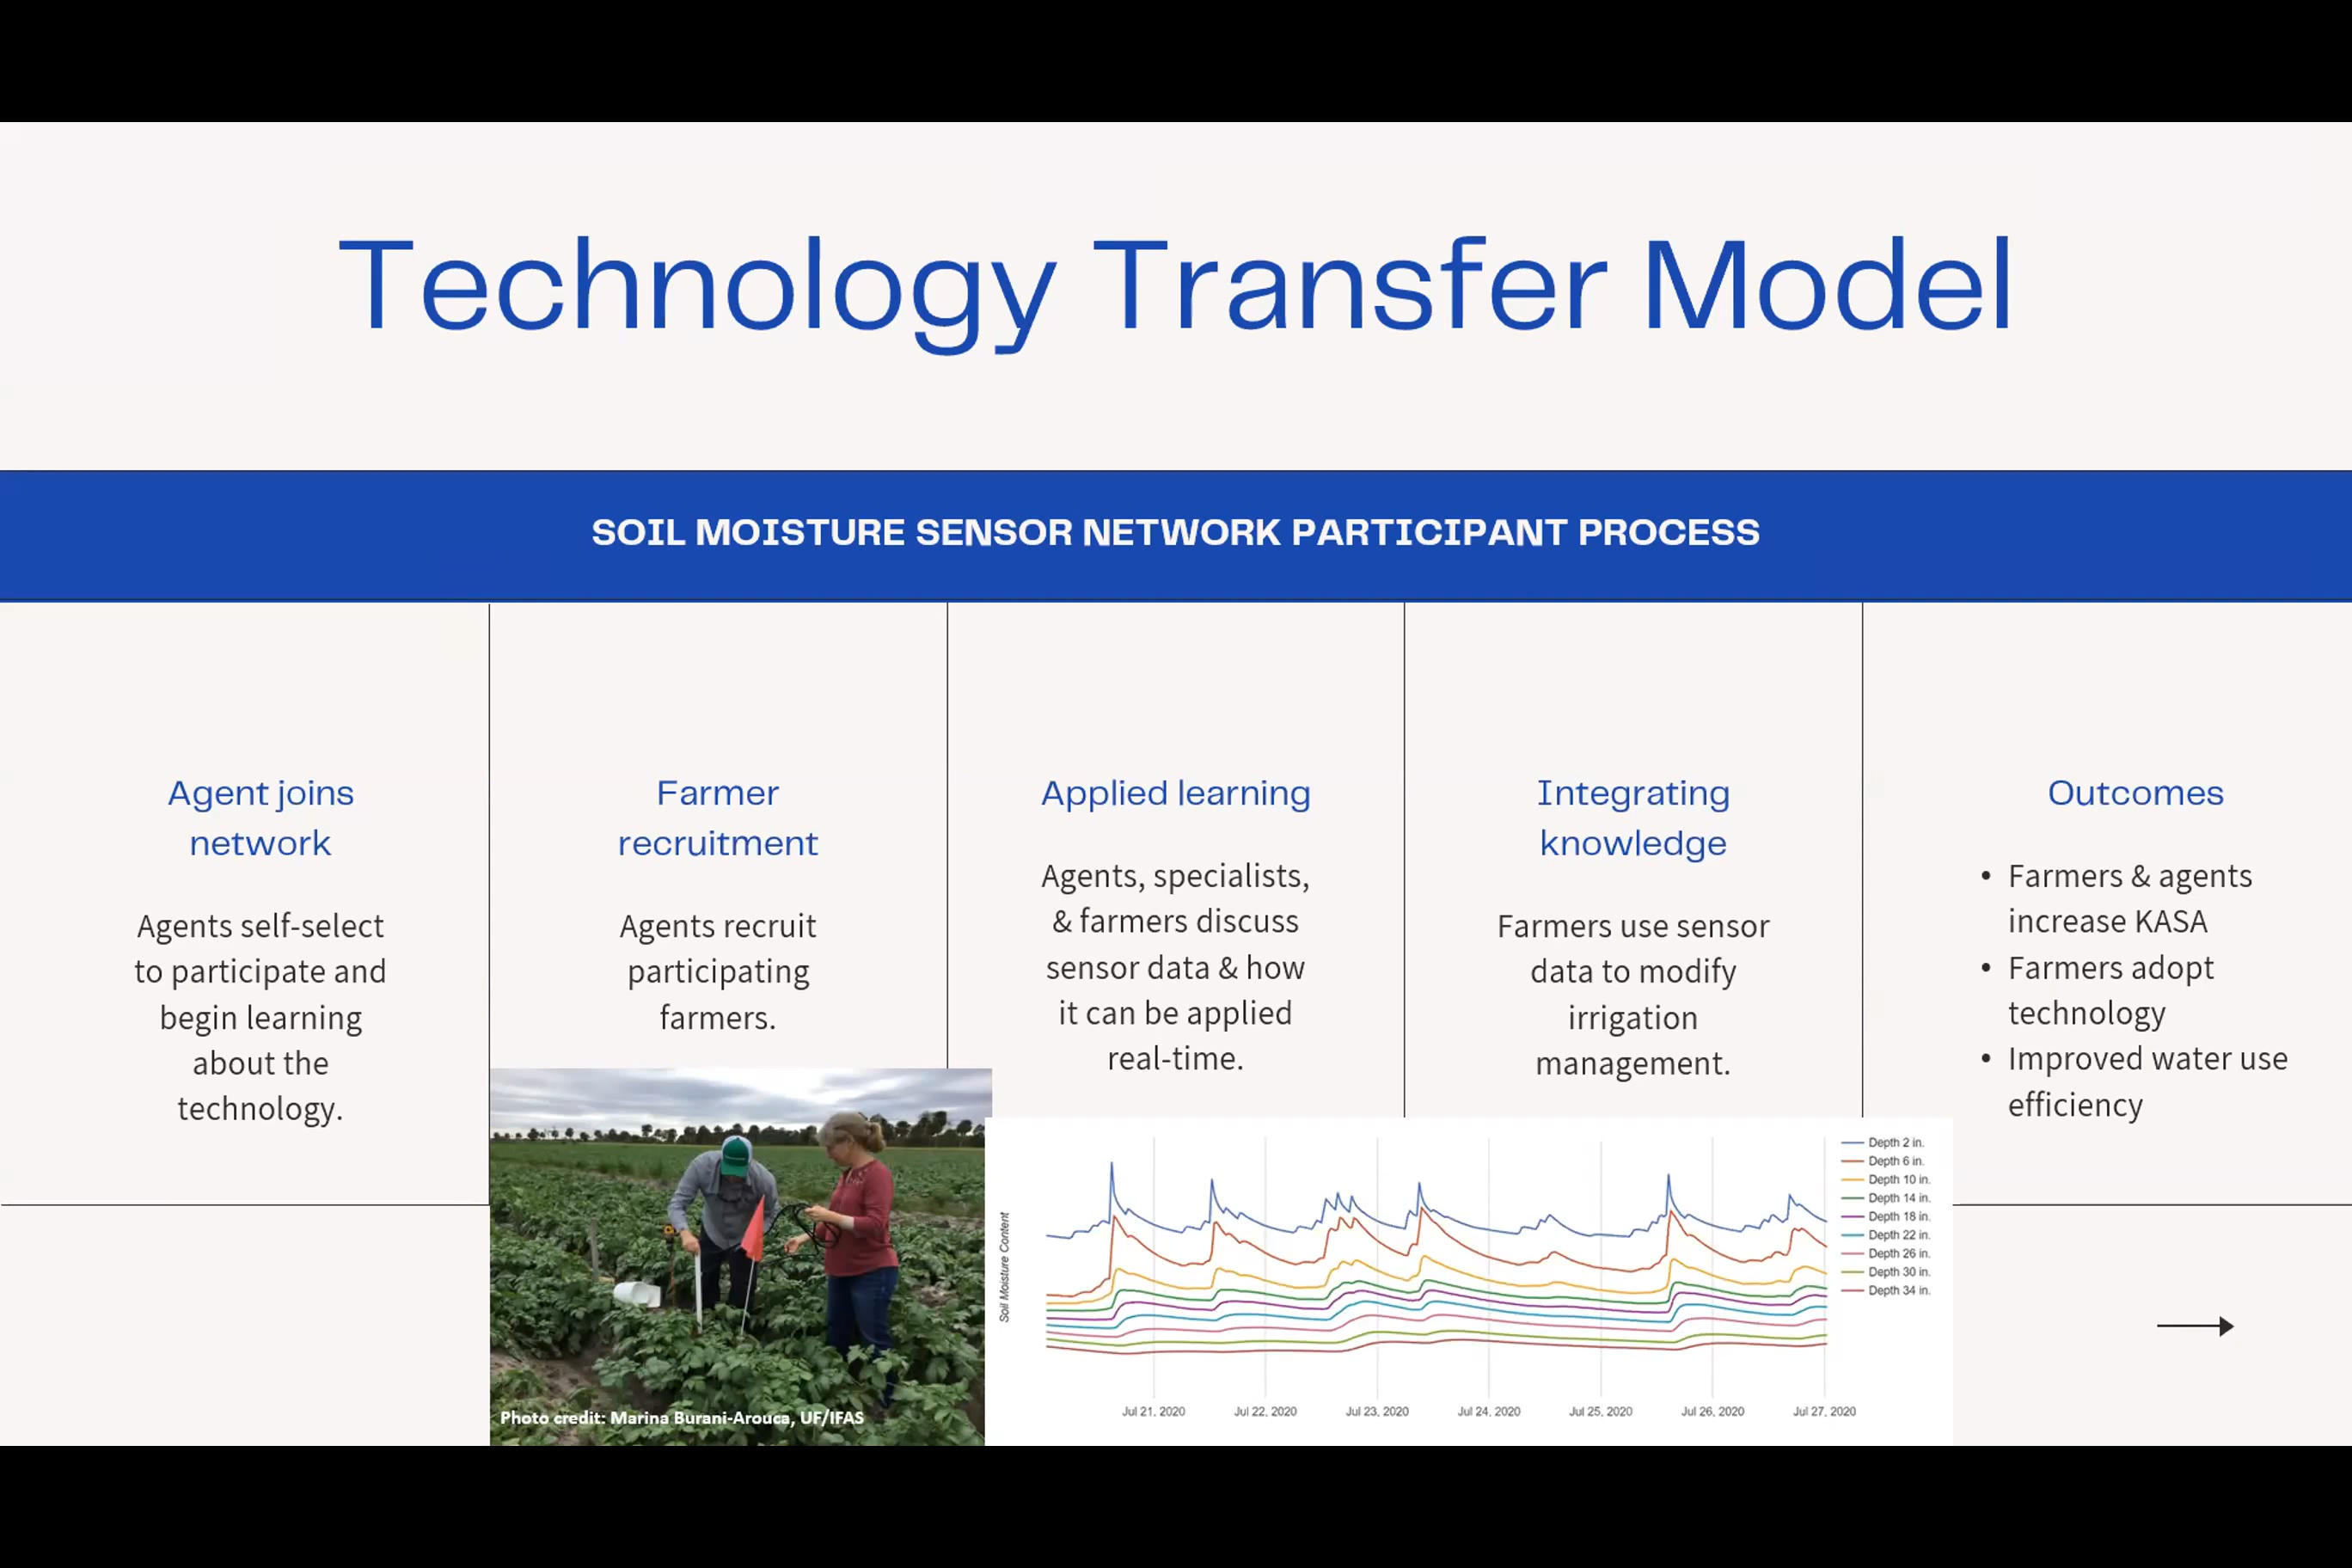 Technology Transfer Model
SOIL MOISTURE SENSOR NETWORK PARTICIPANT PROCESS
Agent joins
network
Agents self-select
to participate and
begin learning
about the
technology.
Farmer
recruitment
Agents recruit
participating
farmers.
Applied learning
Agents, specialists,
& farmers discuss
sensor data & how
it can be applied
real-time.
Integrating
knowledge
Farmers use sensor
data to modify
irrigation
management.
Outcomes
• Farmers & agents
increase KASA
• Farmers adopt
technology
• Improved water use
efficiency
Photo credit: Marina Burani-Arouca, UF/IFAS
Soil Moisture Content
Depth 2 in.
Depth 6 in.
Depth 10 in.
Depth 14 in.
Depth 18 in.
Depth 22 in.
Depth 26 in.
Depth 30 in.
Depth 34 in.
Jul 21, 2020 Jul 22, 2020 Jul 23, 2020 Jul 24, 2020 Jul 25, 2020 Jul 26, 2020 Jul 27, 2020